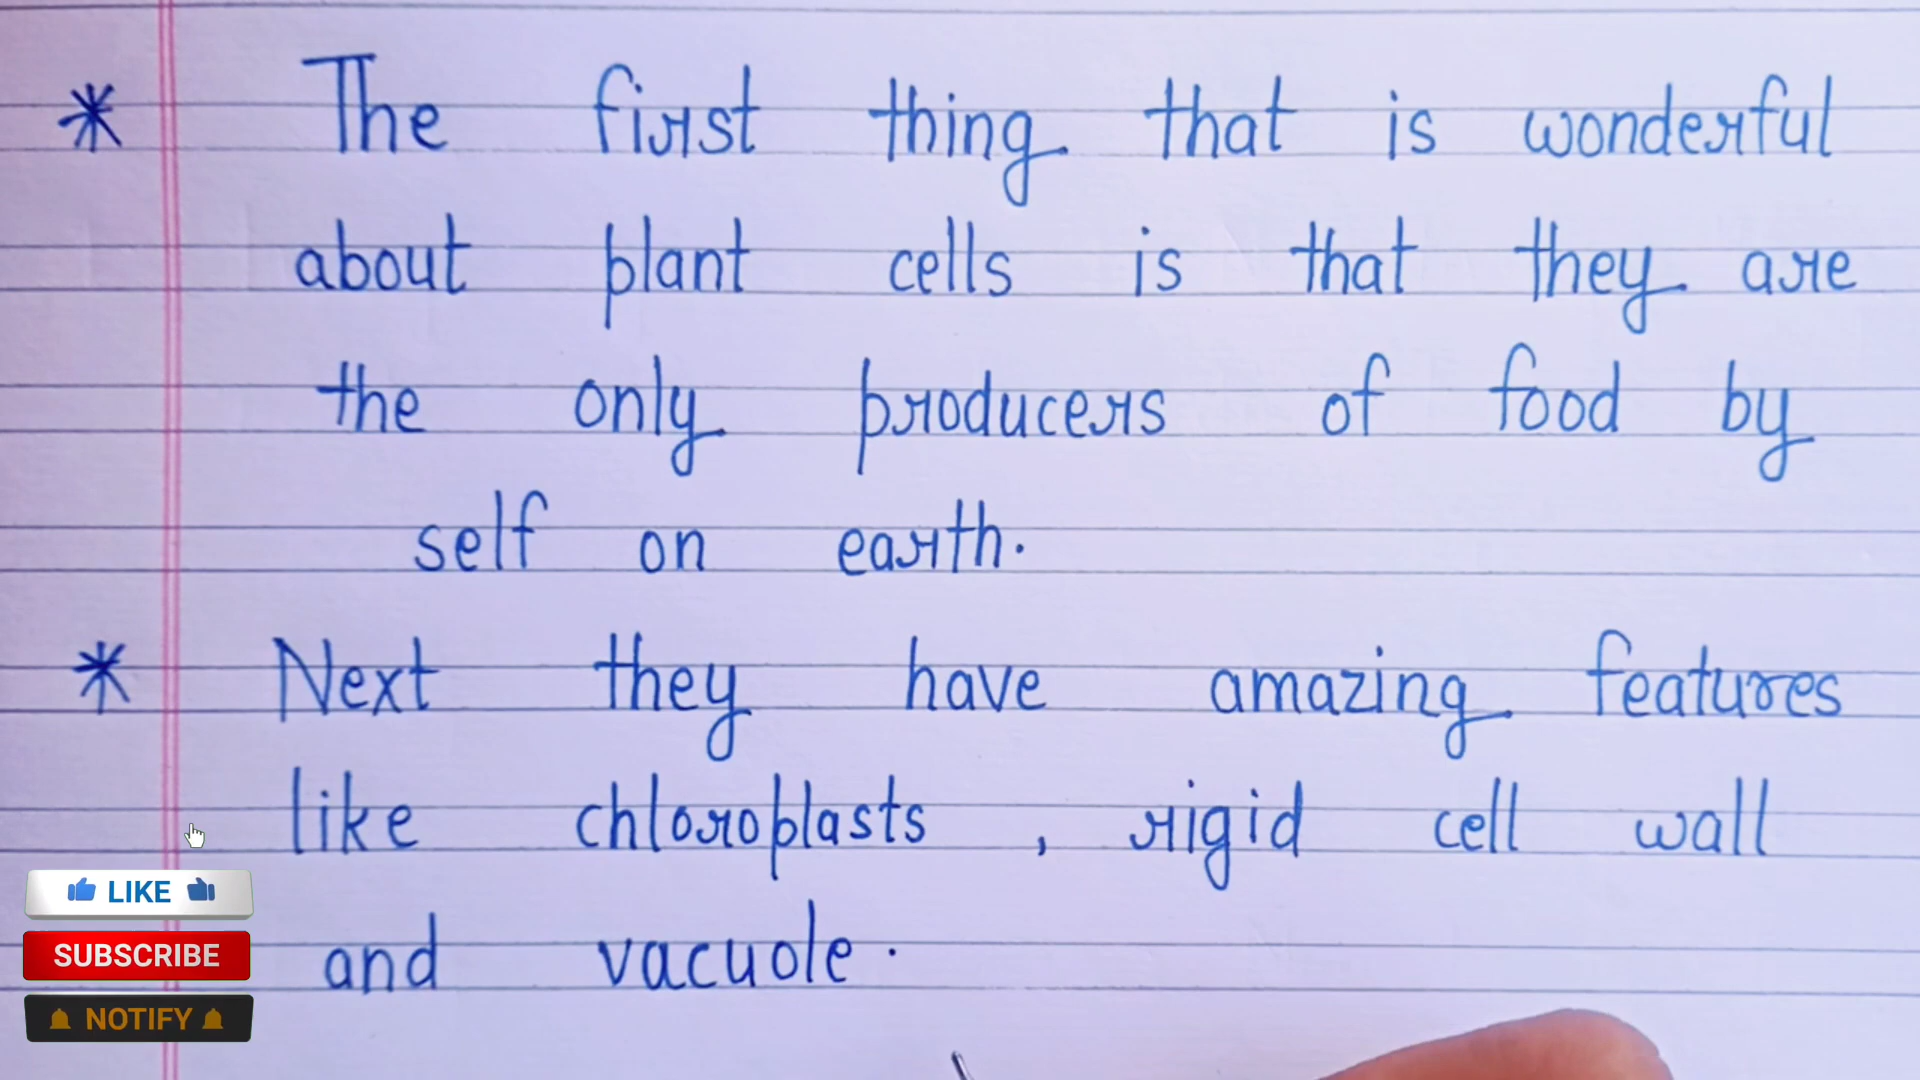 * The first thing that is wonderful
about plant cells is that they are
the only producers of food by
self on earth.
* Next they have amazing features
like chloroplasts , rigid cell wall
and vacuole .
LIKE
SUBSCRIBE
NOTIFY